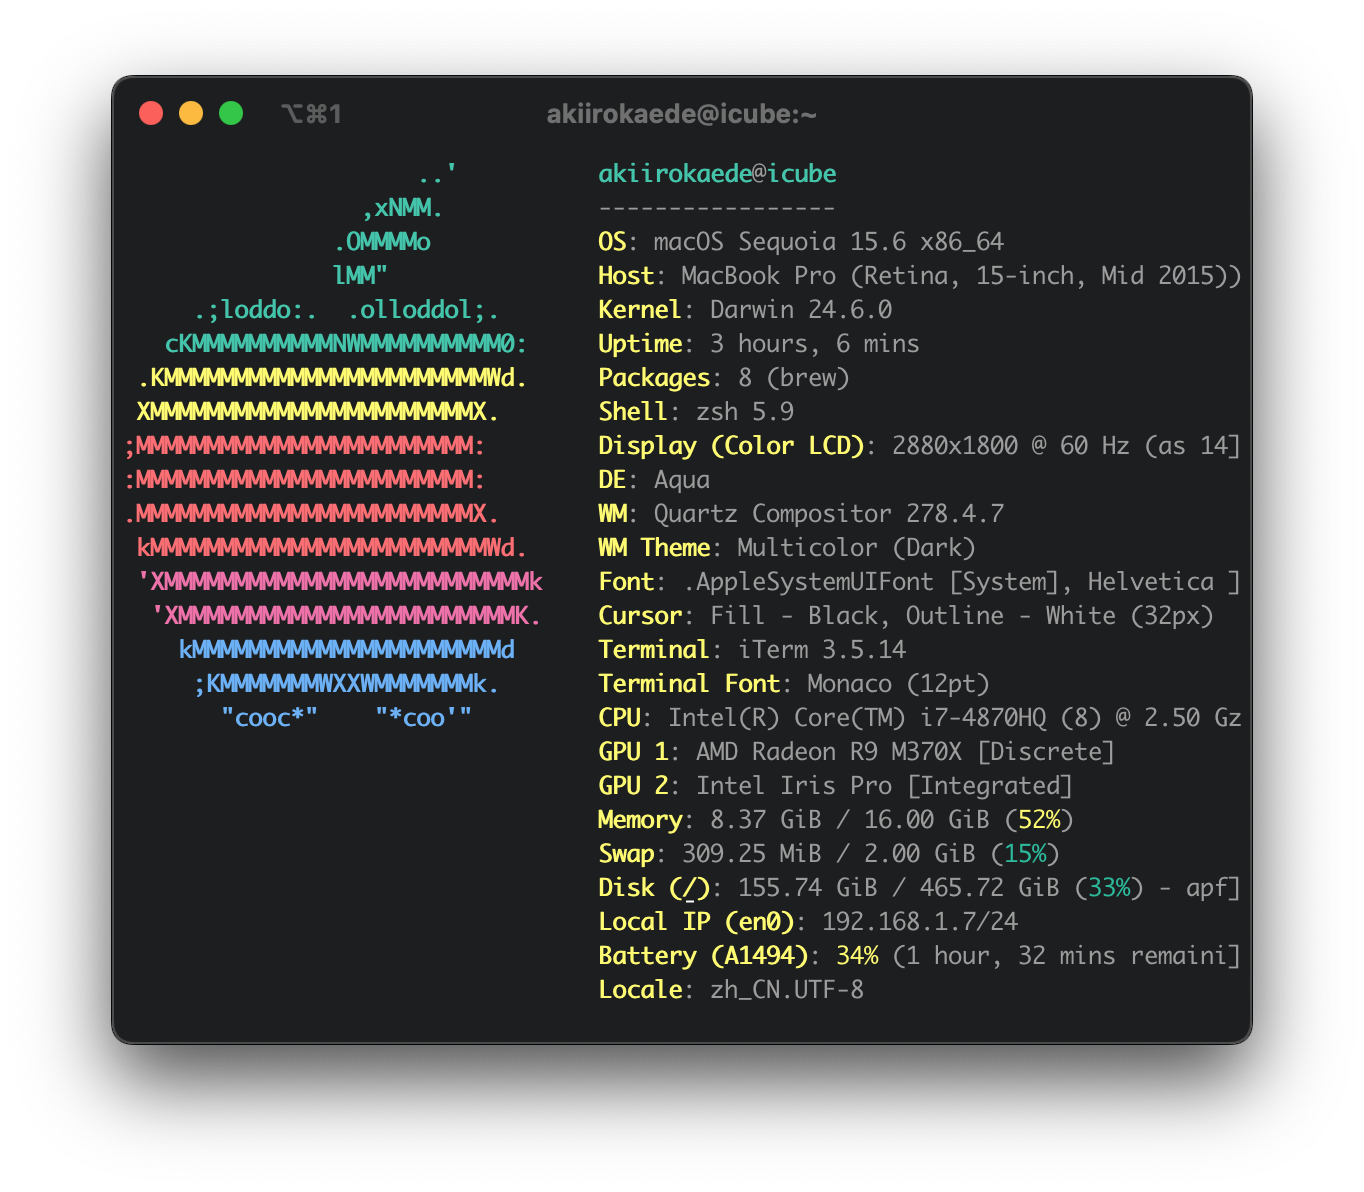 ⌥⌘1 akiirokaede@icube:~
..'
,xNMM.
.OMMMMo
lMM"
.;loddo:.  .olloddol;.
cKMMMMMMMMMMNWMMMMMMMMMM0:
.KMMMMMMMMMMMMMMMMMMMMMMMWd.
XMMMMMMMMMMMMMMMMMMMMMMMX.
;MMMMMMMMMMMMMMMMMMMMMMMM:
:MMMMMMMMMMMMMMMMMMMMMMMM:
.MMMMMMMMMMMMMMMMMMMMMMMMX.
kMMMMMMMMMMMMMMMMMMMMMMMMWd.
'XMMMMMMMMMMMMMMMMMMMMMMMMMMk
'XMMMMMMMMMMMMMMMMMMMMMMMMK.
kMMMMMMMMMMMMMMMMMMMMMMd
;KMMMMMMMWXXWMMMMMMMk.
"cooc*"    "*coo'"
akiirokaede@icube
-----------------
OS: macOS Sequoia 15.6 x86_64
Host: MacBook Pro (Retina, 15-inch, Mid 2015))
Kernel: Darwin 24.6.0
Uptime: 3 hours, 6 mins
Packages: 8 (brew)
Shell: zsh 5.9
Display (Color LCD): 2880x1800 @ 60 Hz (as 14]
DE: Aqua
WM: Quartz Compositor 278.4.7
WM Theme: Multicolor (Dark)
Font: .AppleSystemUIFont [System], Helvetica ]
Cursor: Fill - Black, Outline - White (32px)
Terminal: iTerm 3.5.14
Terminal Font: Monaco (12pt)
CPU: Intel(R) Core(TM) i7-4870HQ (8) @ 2.50 Gz
GPU 1: AMD Radeon R9 M370X [Discrete]
GPU 2: Intel Iris Pro [Integrated]
Memory: 8.37 GiB / 16.00 GiB (52%)
Swap: 309.25 MiB / 2.00 GiB (15%)
Disk (/): 155.74 GiB / 465.72 GiB (33%) - apf]
Local IP (en0): 192.168.1.7/24
Battery (A1494): 34% (1 hour, 32 mins remaini]
Locale: zh_CN.UTF-8